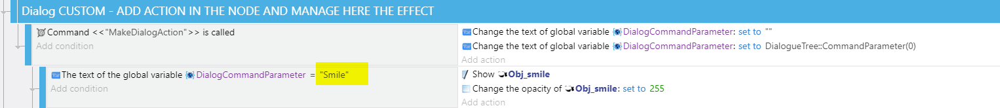 Dialog CUSTOM - ADD ACTION IN THE NODE AND MANAGE HERE THE EFFECT
Command <<"MakeDialogAction">> is called
Add condition
Change the text of global variable DialogCommandParameter: set to ""
Change the text of global variable DialogCommandParameter: set to DialogueTree::CommandParameter(0)
Add action
The text of the global variable DialogCommandParameter = "Smile"
Add condition
Show Obj_smile
Change the opacity of Obj_smile: set to 255
Add action